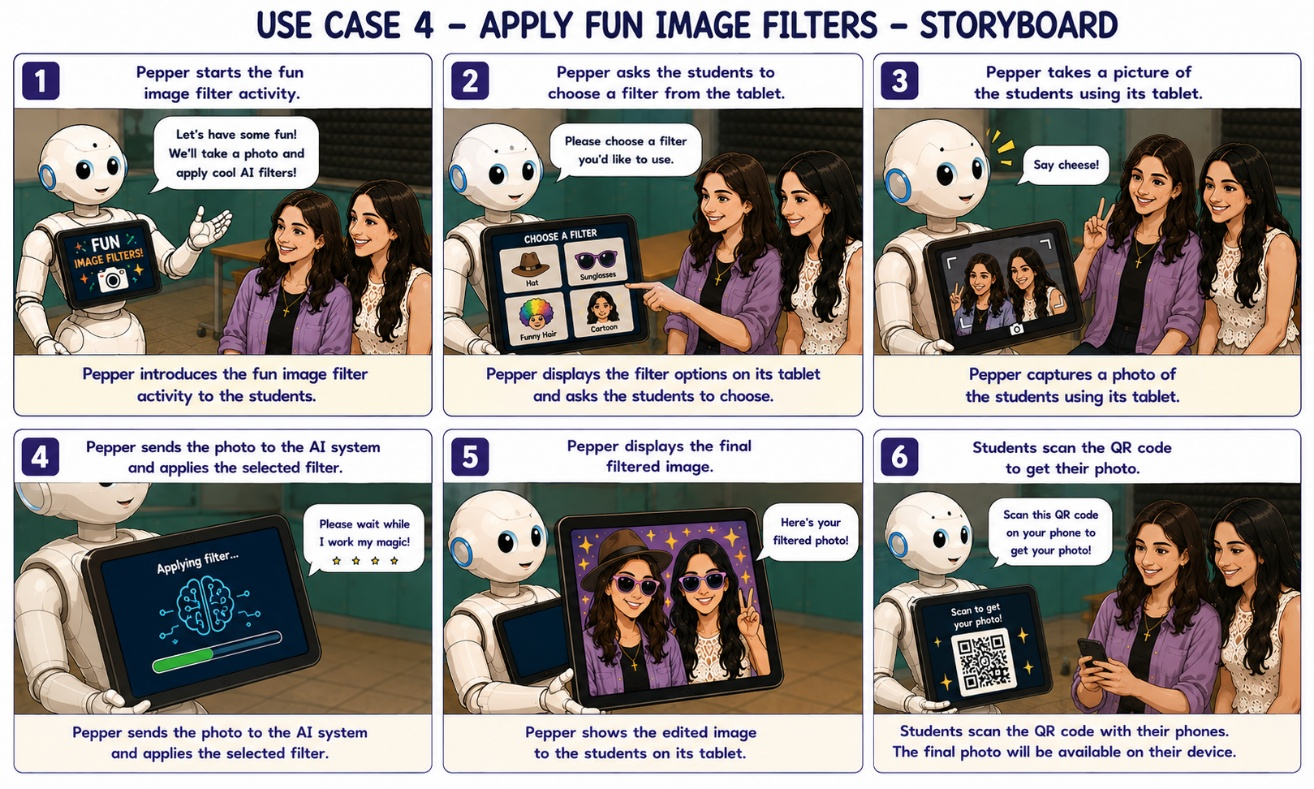 USE CASE 4 – APPLY FUN IMAGE FILTERS – STORYBOARD
1
Pepper starts the fun
image filter activity.
Let's have some fun!
We'll take a photo and
apply cool AI filters!
FUN
IMAGE FILTERS!
Pepper introduces the fun image filter
activity to the students.
2
Pepper asks the students to
choose a filter from the tablet.
Please choose a filter
you'd like to use.
CHOOSE A FILTER
Hat
Sunglasses
Funny Hair
Cartoon
Pepper displays the filter options on its tablet
and asks the students to choose.
3
Pepper takes a picture of
the students using its tablet.
Say cheese!
Pepper captures a photo of
the students using its tablet.
4
Pepper sends the photo to the AI system
and applies the selected filter.
Please wait while
I work my magic!
Applying filter...
Pepper sends the photo to the AI system
and applies the selected filter.
5
Pepper displays the final
filtered image.
Here's your
filtered photo!
Pepper shows the edited image
to the students on its tablet.
6
Students scan the QR code
to get their photo.
Scan this QR code
on your phone to
get your photo!
Scan to get
your photo!
Students scan the QR code with their phones.
The final photo will be available on their device.